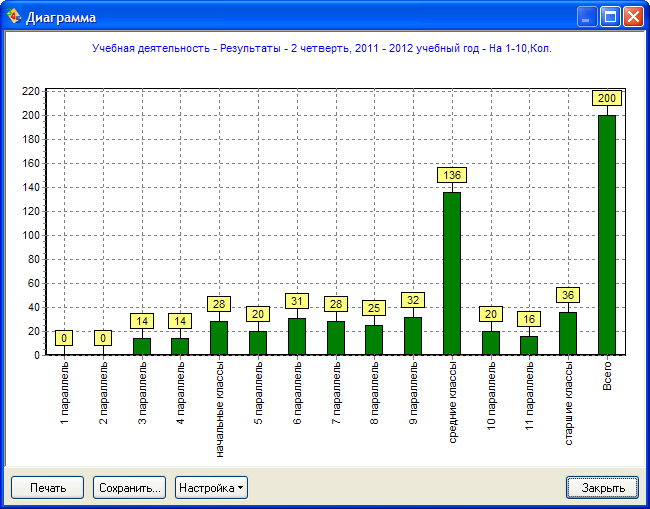 Диаграмма
Учебная деятельность - Результаты - 2 четверть, 2011 - 2012 учебный год - На 1-10,Кол.
220
200
180
160
140
120
100
80
60
40
20
0
0
0
14
14
28
20
31
28
25
32
136
20
16
36
200
1 параллель
2 параллель
3 параллель
4 параллель
начальные классы
5 параллель
6 параллель
7 параллель
8 параллель
9 параллель
средние классы
10 параллель
11 параллель
старшие классы
Всего
Печать
Сохранить...
Настройка
Закрыть